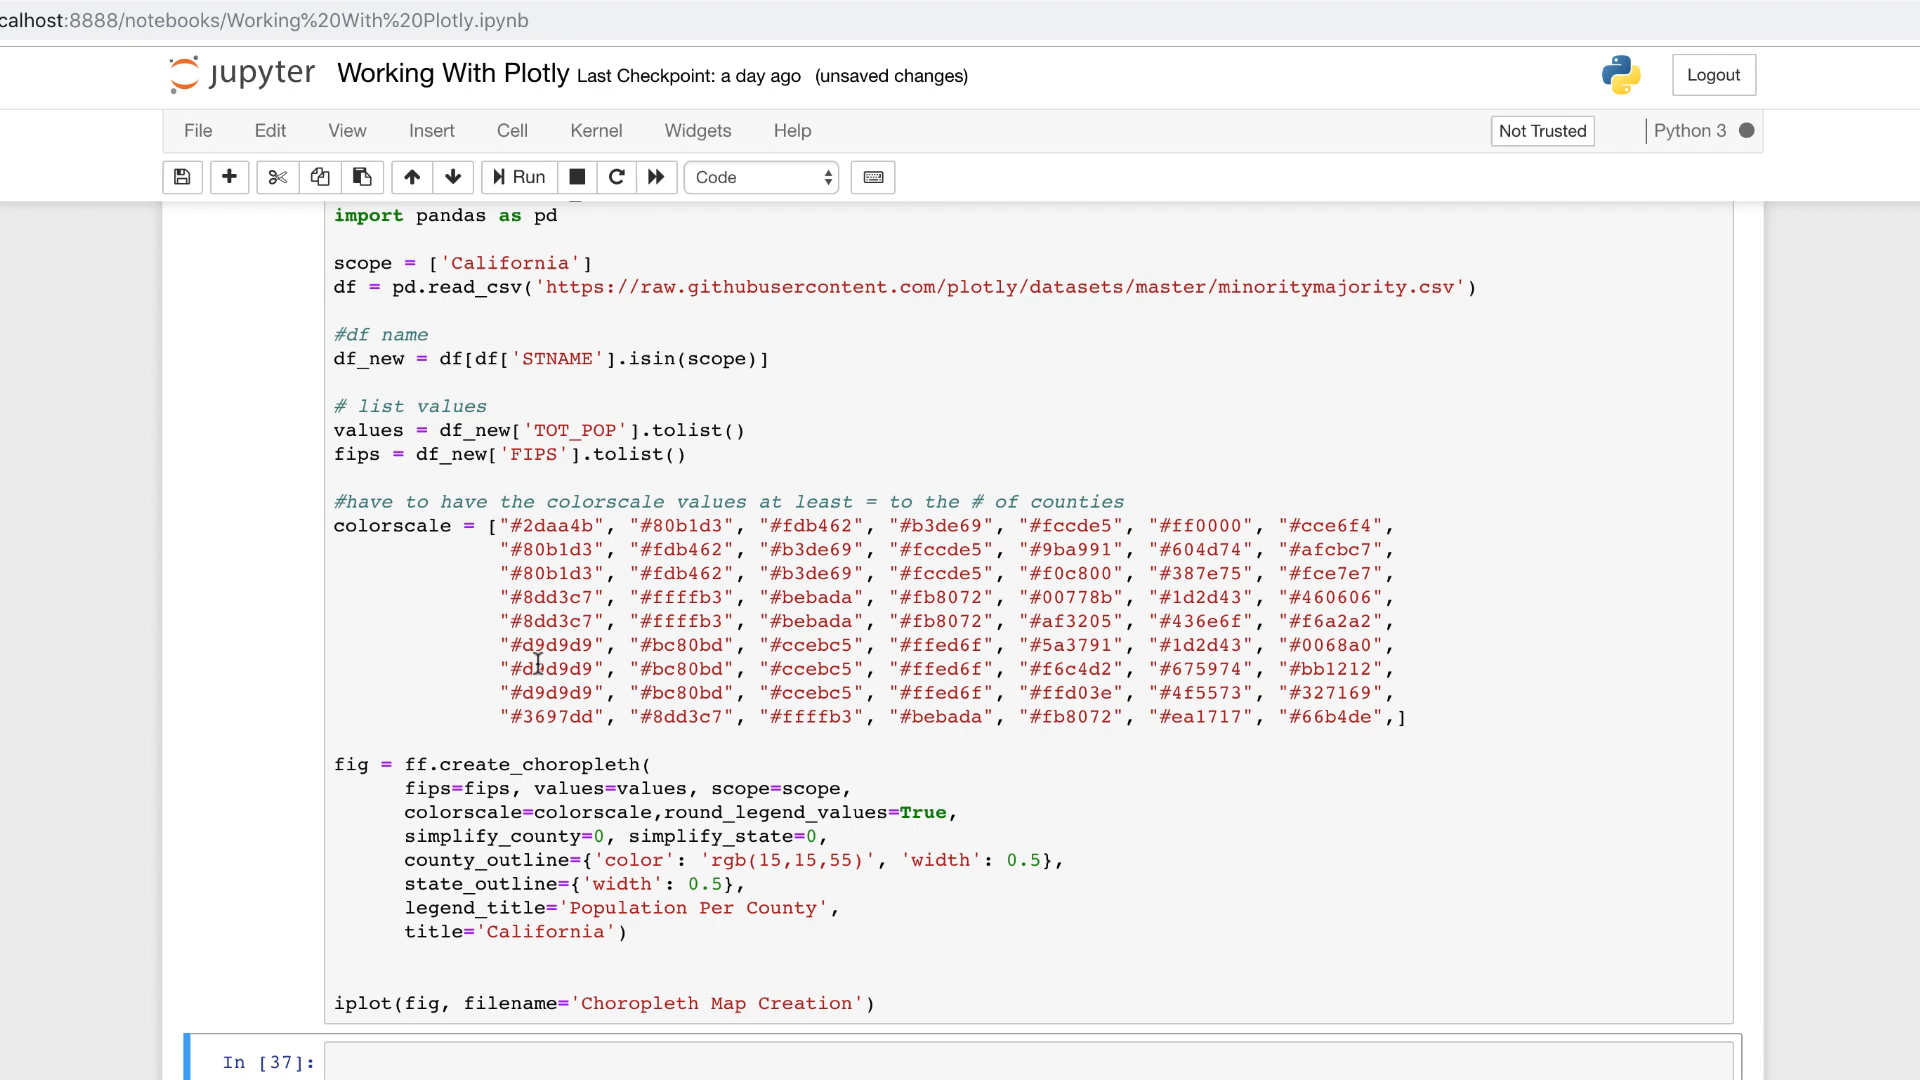 calhost:8888/notebooks/Working%20With%20Plotly.ipynb
jupyter Working With Plotly Last Checkpoint: a day ago (unsaved changes) Logout
File Edit View Insert Cell Kernel Widgets Help Not Trusted Python 3
Run Code
import pandas as pd
scope = ['California']
df = pd.read_csv('https://raw.githubusercontent.com/plotly/datasets/master/minoritymajority.csv')
#df name
df_new = df[df['STNAME'].isin(scope)]
# list values
values = df_new['TOT_POP'].tolist()
fips = df_new['FIPS'].tolist()
#have to have the colorscale values at least = to the # of counties
colorscale = ["#2daa4b", "#80b1d3", "#fdb462", "#b3de69", "#fccde5", "#ff0000", "#cce6f4",
"#80b1d3", "#fdb462", "#b3de69", "#fccde5", "#9ba991", "#604d74", "#afcbc7",
"#80b1d3", "#fdb462", "#b3de69", "#fccde5", "#f0c800", "#387e75", "#fce7e7",
"#8dd3c7", "#ffffb3", "#bebada", "#fb8072", "#00778b", "#1d2d43", "#460606",
"#8dd3c7", "#ffffb3", "#bebada", "#fb8072", "#af3205", "#436e6f", "#f6a2a2",
"#d9d9d9", "#bc80bd", "#ccebc5", "#ffed6f", "#5a3791", "#1d2d43", "#0068a0",
"#d9d9d9", "#bc80bd", "#ccebc5", "#ffed6f", "#f6c4d2", "#675974", "#bb1212",
"#d9d9d9", "#bc80bd", "#ccebc5", "#ffed6f", "#ffd03e", "#4f5573", "#327169",
"#3697dd", "#8dd3c7", "#ffffb3", "#bebada", "#fb8072", "#ea1717", "#66b4de",]
fig = ff.create_choropleth(
fips=fips, values=values, scope=scope,
colorscale=colorscale,round_legend_values=True,
simplify_county=0, simplify_state=0,
county_outline={'color': 'rgb(15,15,55)', 'width': 0.5},
state_outline={'width': 0.5},
legend_title='Population Per County',
title='California')
iplot(fig, filename='Choropleth Map Creation')
In [37]: